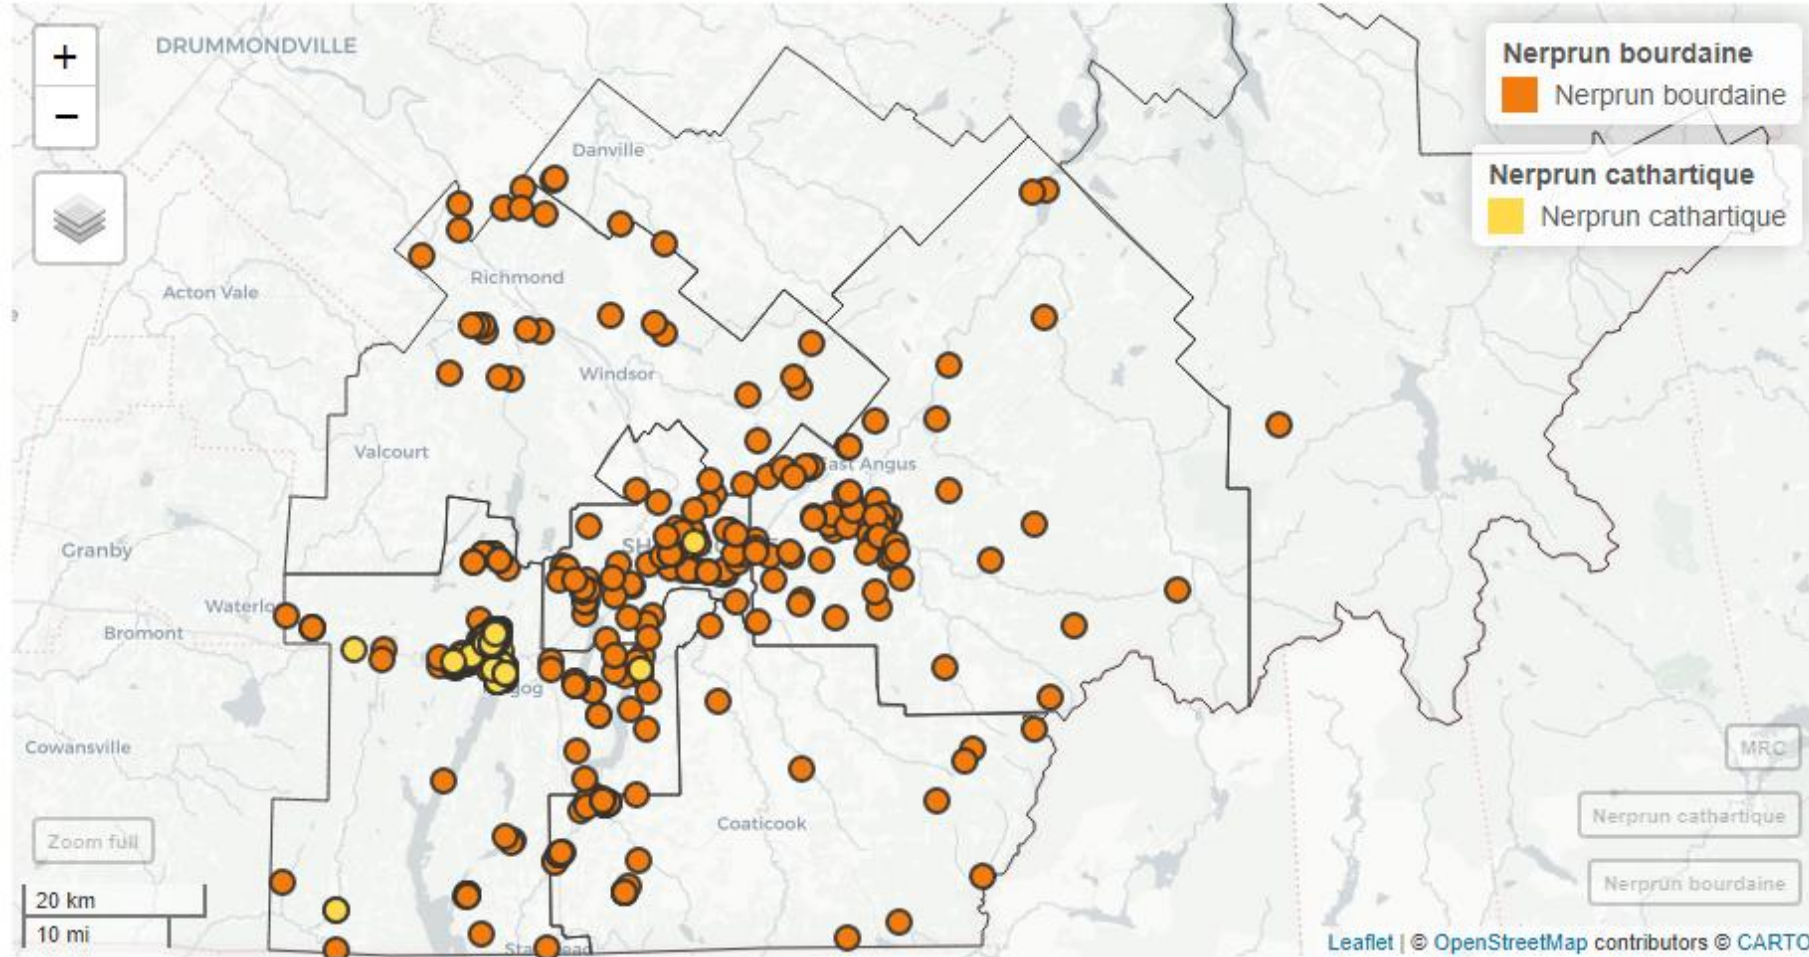 +
DRUMMONDVILLE
Nerprun bourdaine
Nerprun bourdaine
−
Danville
Nerprun cathartique
Nerprun cathartique
Richmond
Acton Vale
Windsor
Valcourt
East Angus
Granby
Waterloo
Bromont
Cowansville
MRC
Nerprun cathartique
Coaticook
Zoom full
Nerprun bourdaine
20 km
10 mi
Leaflet | © OpenStreetMap contributors © CARTO